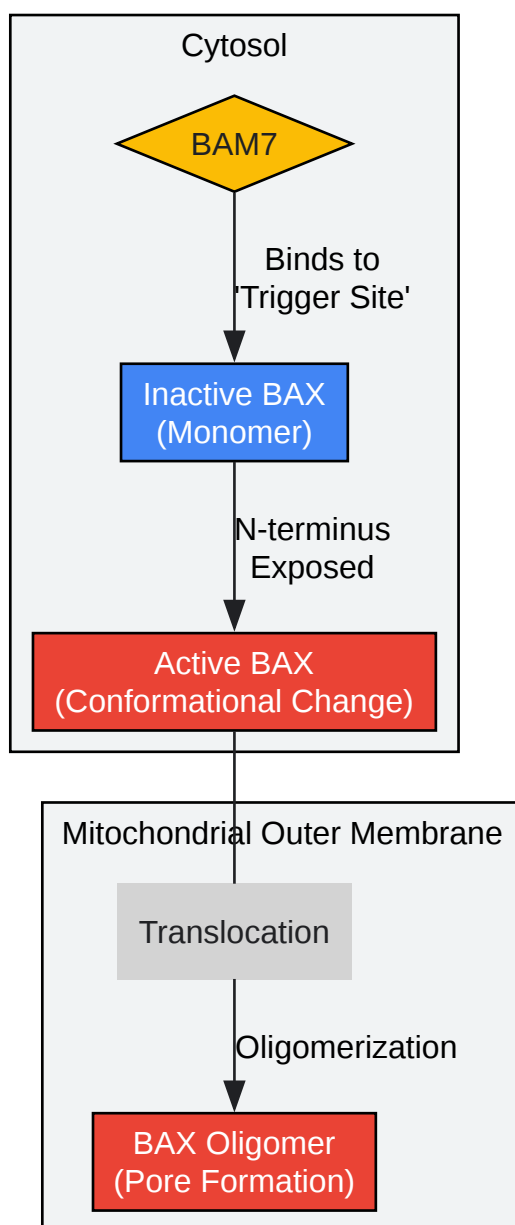 Cytosol
BAM7
Binds to
'Trigger Site'
Inactive BAX
(Monomer)
N-terminus
Exposed
Active BAX
(Conformational Change)
Mitochondrial Outer Membrane
Translocation
Oligomerization
BAX Oligomer
(Pore Formation)